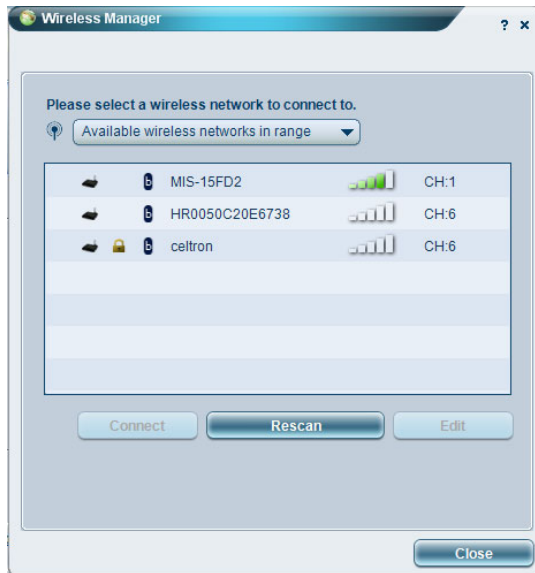 Wireless Manager
? x
Please select a wireless network to connect to.
Available wireless networks in range
b MIS-15FD2 CH:1
b HR0050C20E6738 CH:6
b celtron CH:6
Connect Rescan Edit
Close